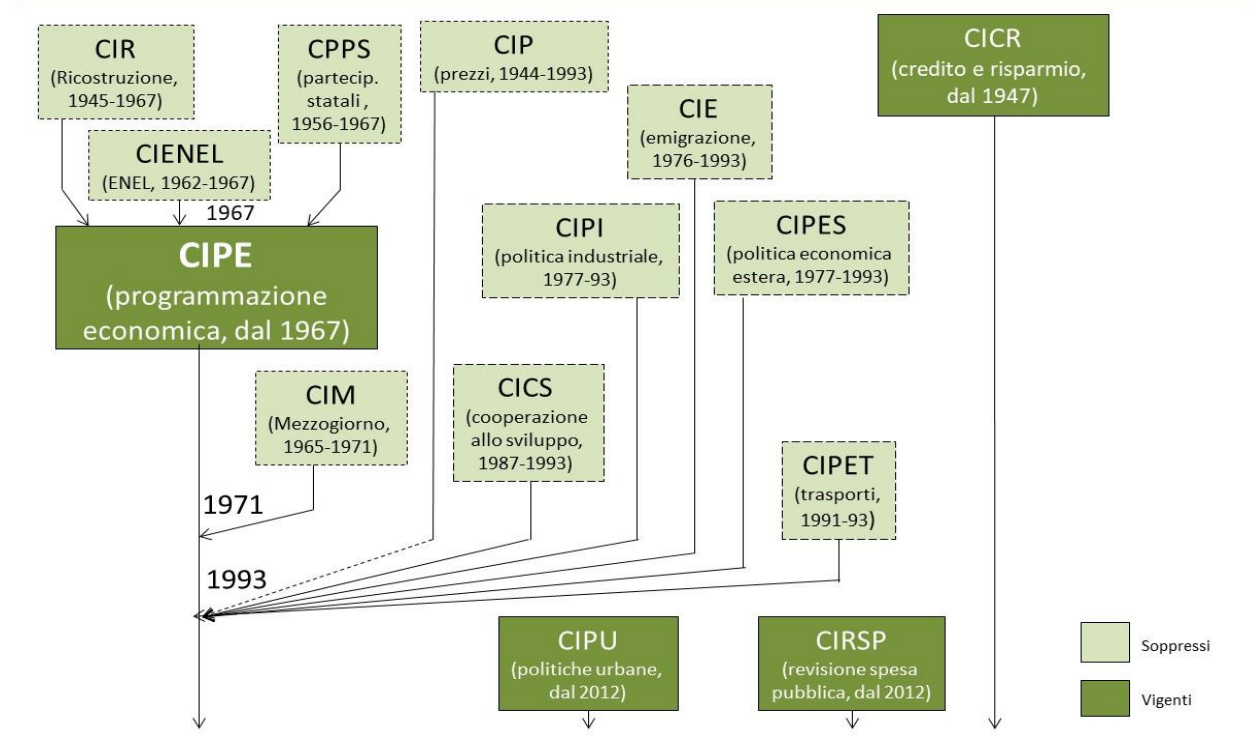 CIR
(Ricostruzione,
1945-1967)
CPPS
(partecip.
statali ,
1956-1967)
CIP
(prezzi, 1944-1993)
CICR
(credito e risparmio,
dal 1947)
CIE
(emigrazione,
1976-1993)
CIENEL
(ENEL, 1962-1967)
1967
CIPE
(programmazione
economica, dal 1967)
CIPI
(politica industriale,
1977-93)
CIPES
(politica economica
estera, 1977-1993)
CIM
(Mezzogiorno,
1965-1971)
CICS
(cooperazione
allo sviluppo,
1987-1993)
CIPET
(trasporti,
1991-93)
1971
1993
CIPU
(politiche urbane,
dal 2012)
CIRSP
(revisione spesa
pubblica, dal 2012)
Soppressi
Vigenti